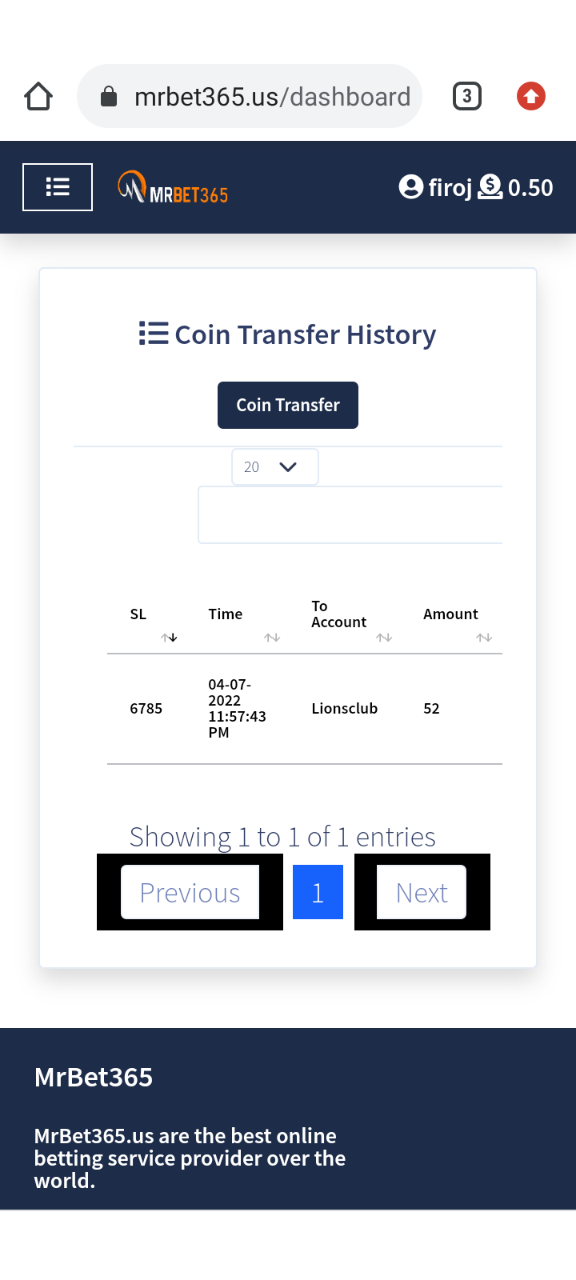 mrbet365.us/dashboard
3
MRBET365
firoj
0.50
Coin Transfer History
Coin Transfer
20
SL
Time
To
Account
Amount
6785
04-07-
2022
11:57:43
PM
Lionsclub
52
Showing 1 to 1 of 1 entries
Previous
1
Next
MrBet365
MrBet365.us are the best online
betting service provider over the
world.